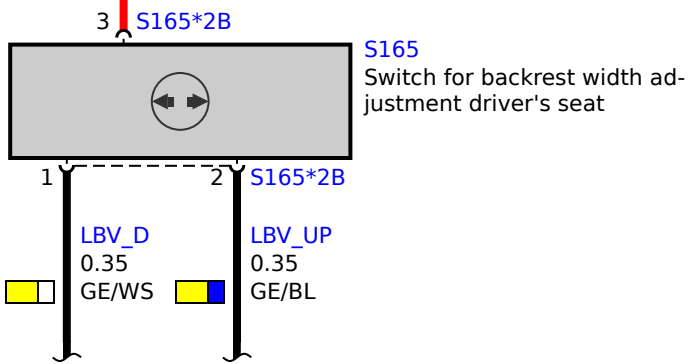 3 S165*2B
S165
Switch for backrest width ad-
justment driver's seat
1 2 S165*2B
LBV_D LBV_UP
0.35 0.35
GE/WS GE/BL